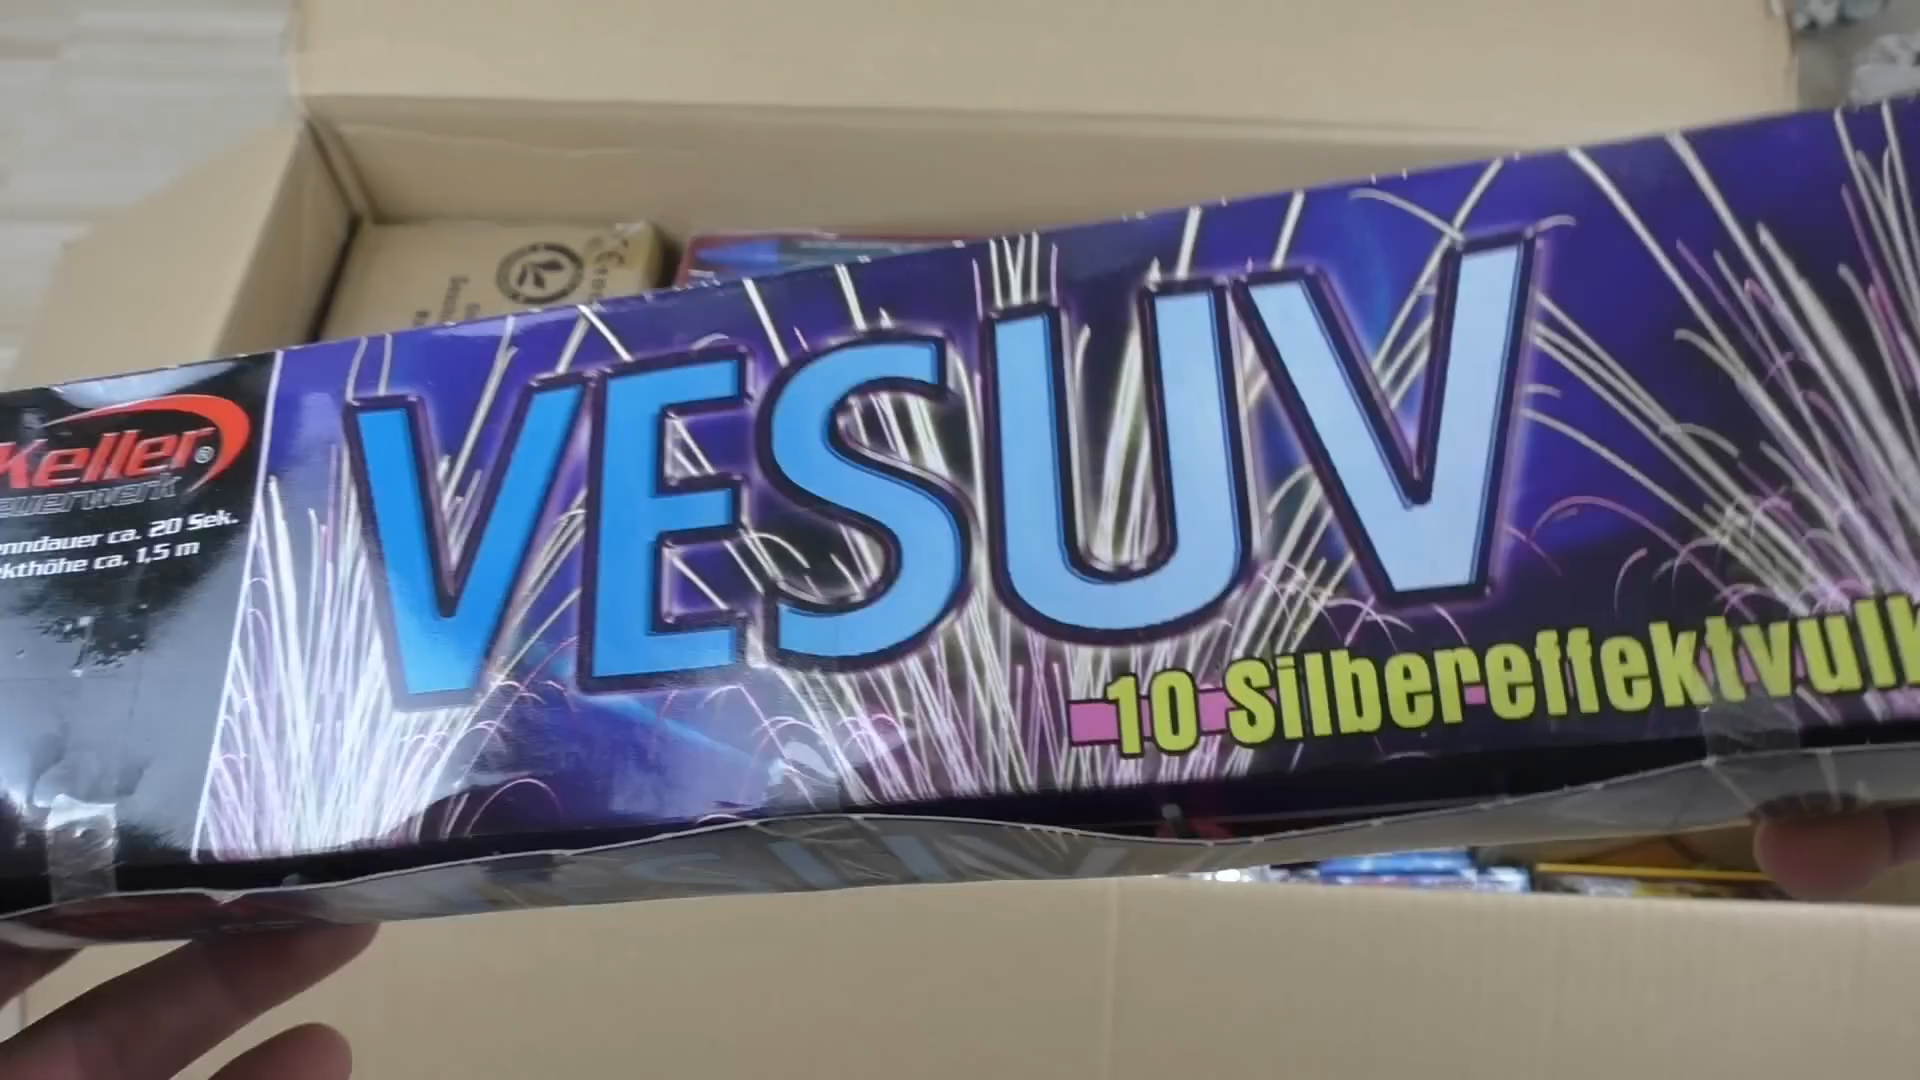 Keller®
euerwerk
enndauer ca. 20 Sek.
ekthöhe ca. 1,5 m
VESUV
10 Silbereffektvulk